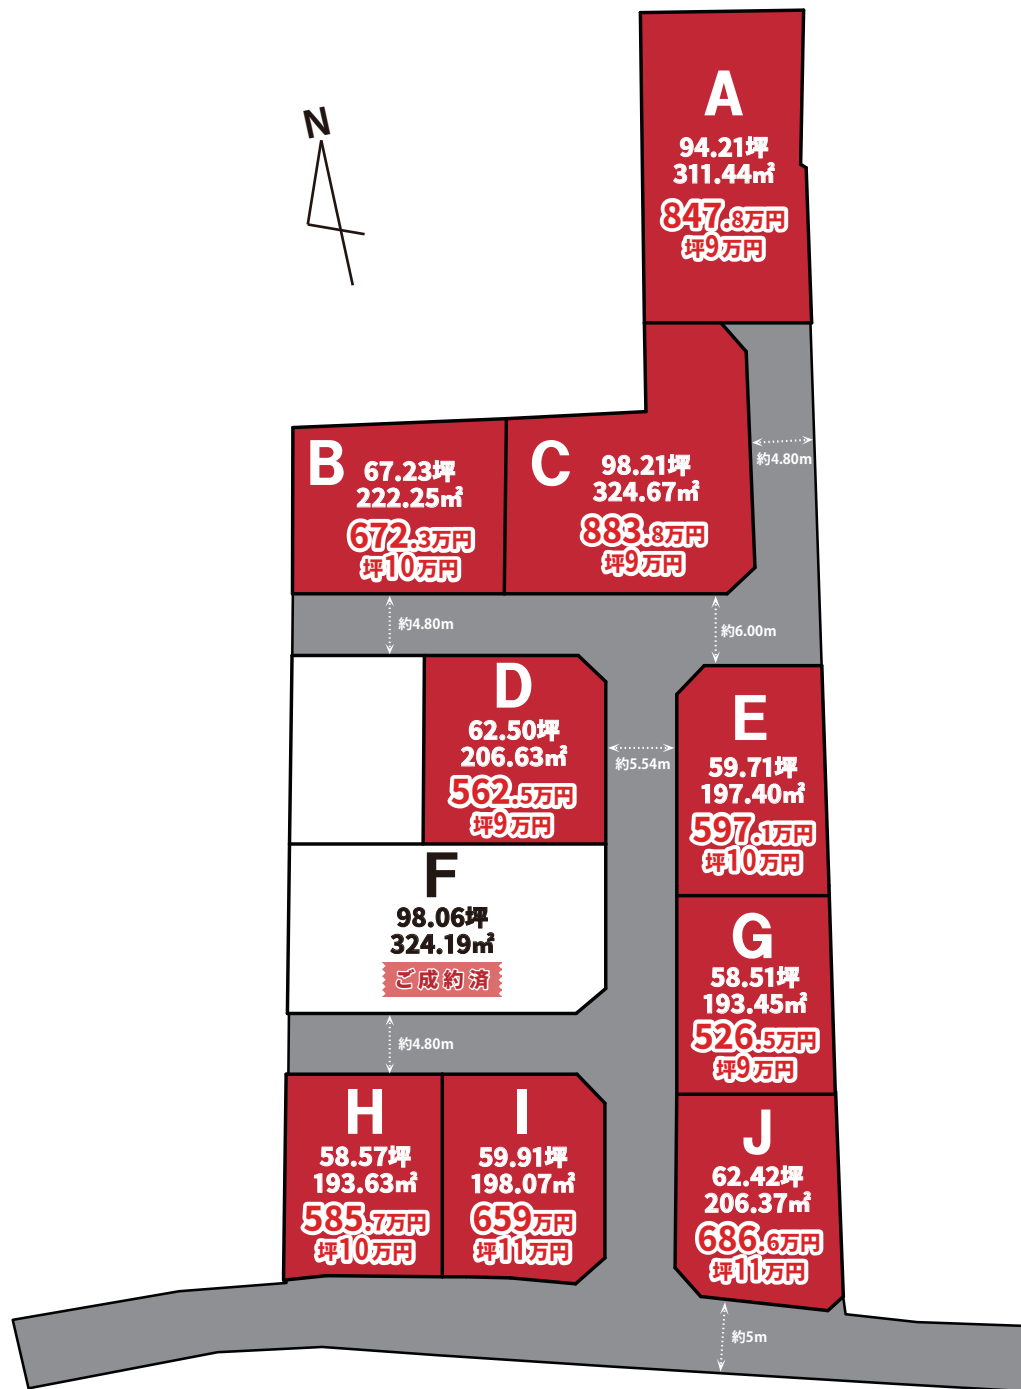 N
A
94.21坪
311.44㎡
847.8万円
坪9万円
約4.80m
B
67.23坪
222.25㎡
672.3万円
坪10万円
C
98.21坪
324.67㎡
883.8万円
坪9万円
約4.80m
約6.00m
D
62.50坪
206.63㎡
562.5万円
坪9万円
約5.54m
E
59.71坪
197.40㎡
597.1万円
坪10万円
F
98.06坪
324.19㎡
ご成約済
G
58.51坪
193.45㎡
526.5万円
坪9万円
約4.80m
H
58.57坪
193.63㎡
585.7万円
坪10万円
I
59.91坪
198.07㎡
659万円
坪11万円
J
62.42坪
206.37㎡
686.6万円
坪11万円
約5m